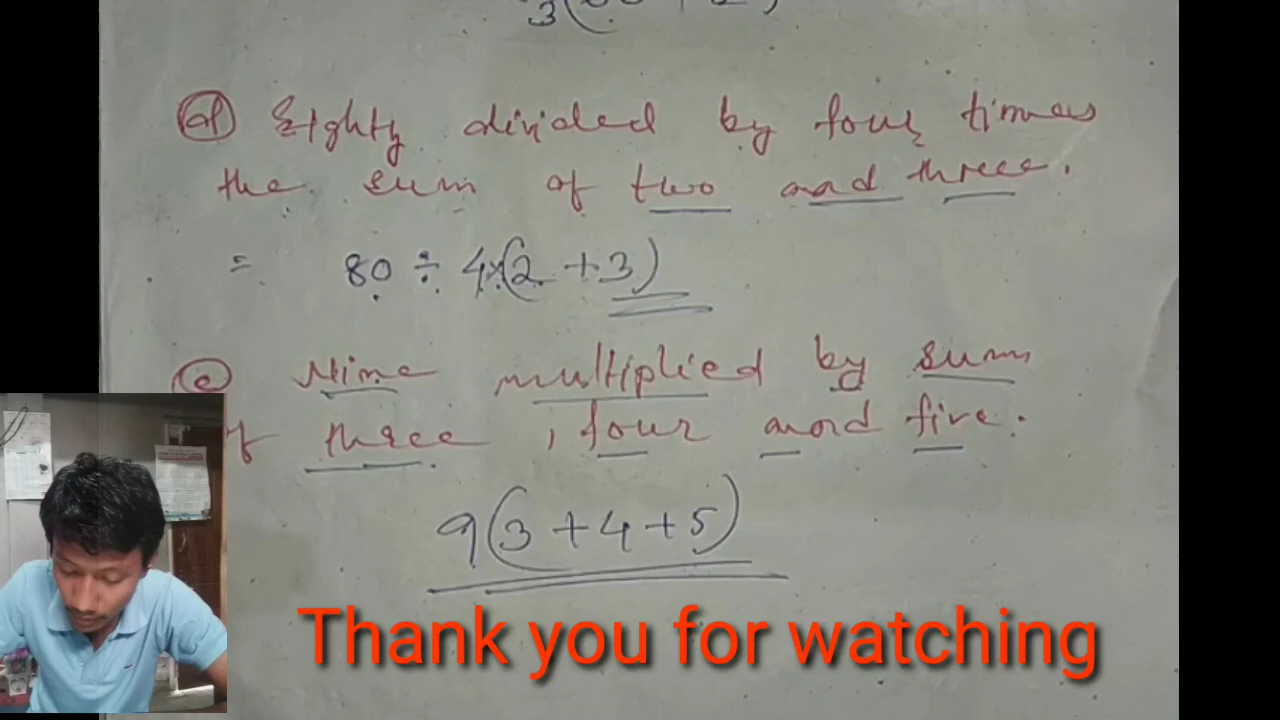 (d) Eighty divided by four times
the sum of two and three.
= 80 ÷ 4×(2 + 3)
(e) Nine multiplied by sum
three, four and five.
9(3 + 4 + 5)
Thank you for watching